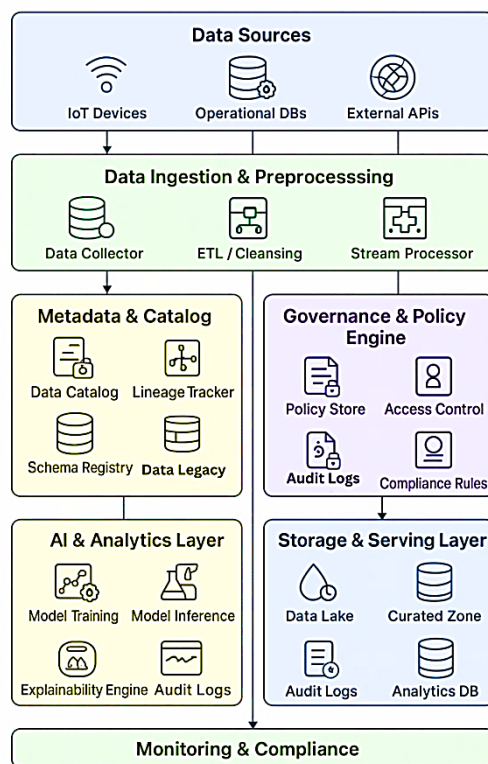 Data Sources
IoT Devices
Operational DBs
External APIs
Data Ingestion & Preprocesssing
Data Collector
ETL / Cleansing
Stream Processor
Metadata & Catalog
Data Catalog
Lineage Tracker
Schema Registry
Data Legacy
Governance & Policy
Engine
Policy Store
Access Control
Audit Logs
Compliance Rules
AI & Analytics Layer
Model Training
Model Inference
Explainability Engine
Audit Logs
Storage & Serving Layer
Data Lake
Curated Zone
Audit Logs
Analytics DB
Monitoring & Compliance